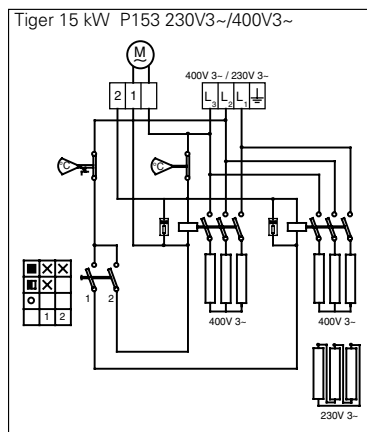 Tiger 15 kW P153 230V3~/400V3~
M
~
400V 3~ / 230V 3~
2 1
L3 L2 L1
°C
°C
1 2
400V 3~
400V 3~
1 2
230V 3~